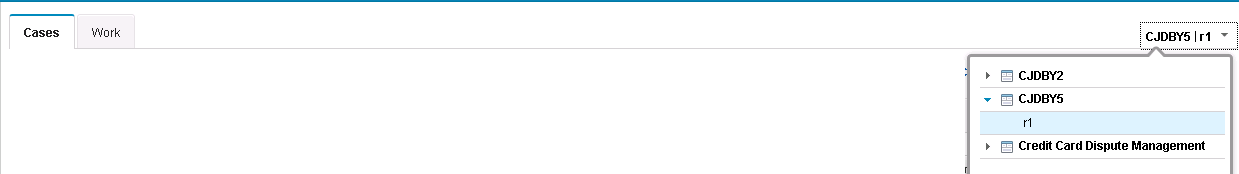 Cases
Work
CJDBY5 | r1
CJDBY2
CJDBY5
r1
Credit Card Dispute Management